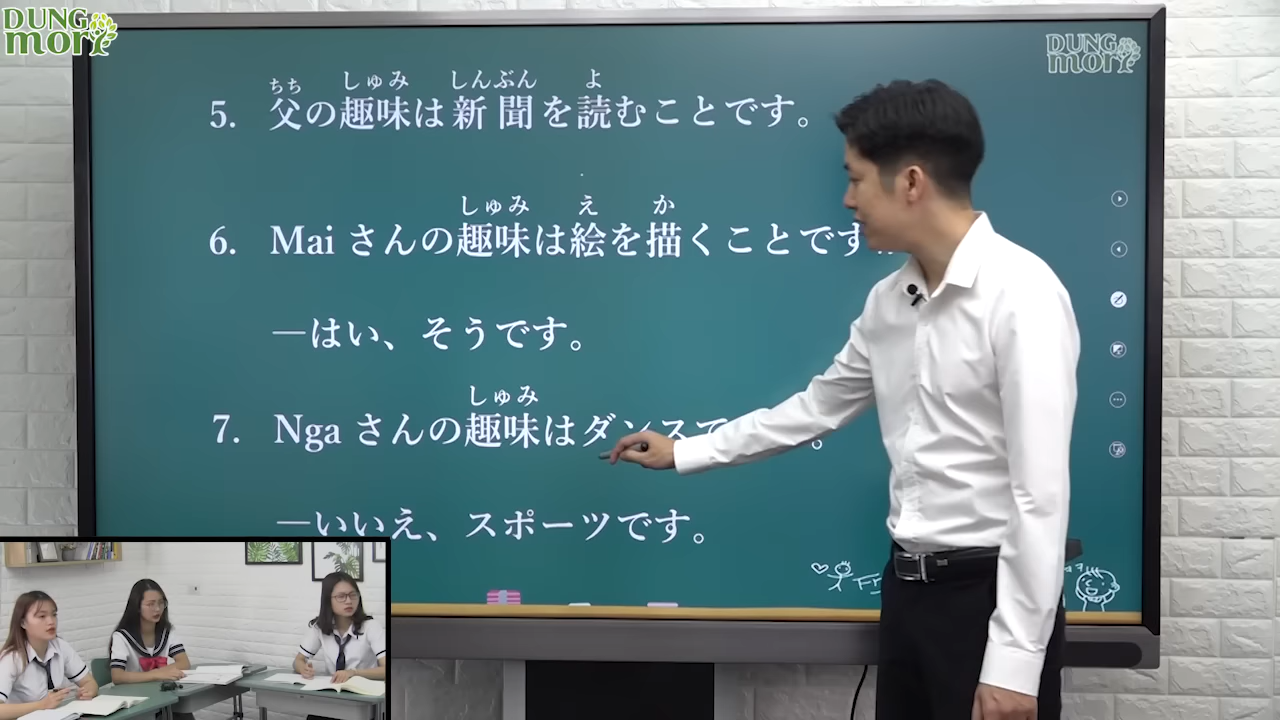 DUNG
mori
DUNG
mori
ちち しゅみ しんぶん よ
5. 父の趣味は新聞を読むことです。
しゅみ え か
6. Mai さんの趣味は絵を描くことです
―はい、そうです。
しゅみ
7. Nga さんの趣味はダンスで 。
―いいえ、スポーツです。